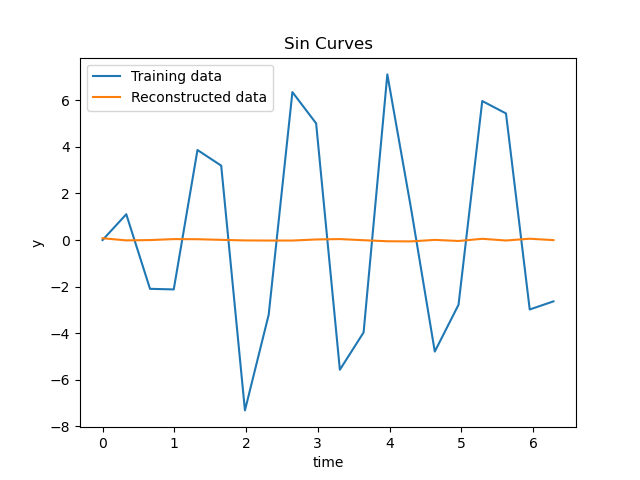 Sin Curves
Training data
Reconstructed data
y
6
4
2
0
−2
−4
−6
−8
0 1 2 3 4 5 6
time